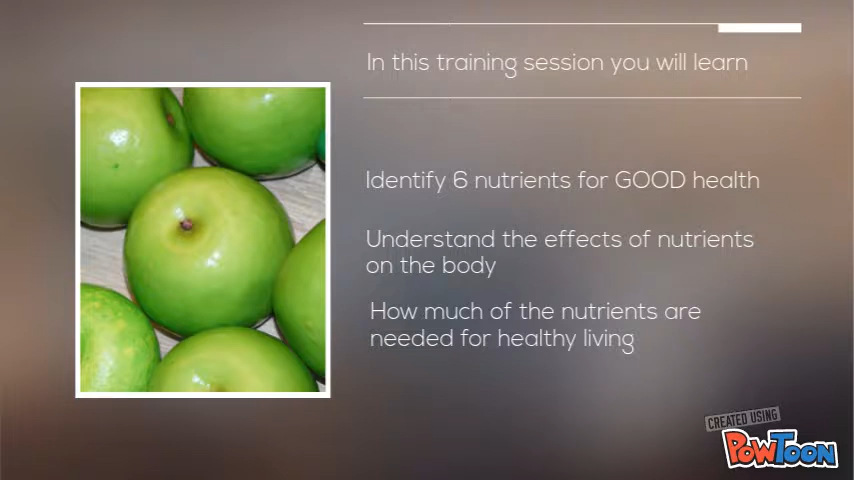 In this training session you will learn
Identify 6 nutrients for GOOD health
Understand the effects of nutrients
on the body
How much of the nutrients are
needed for healthy living
CREATED USING
POWTOON